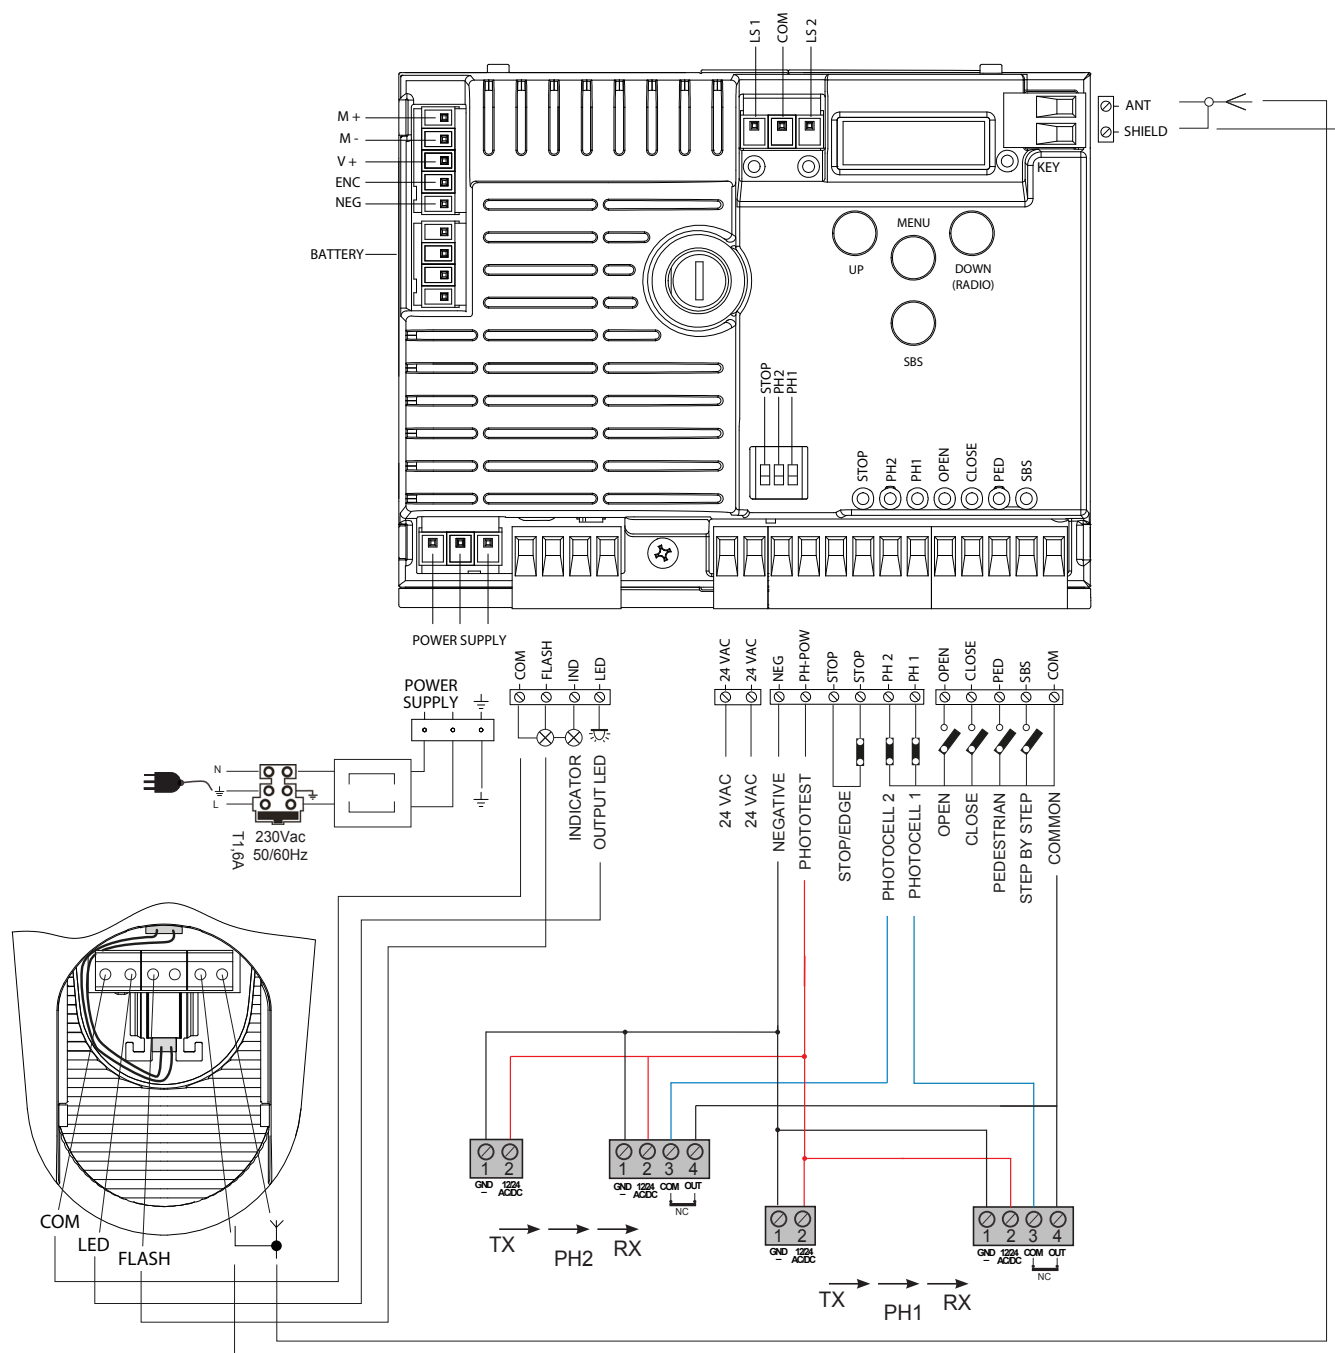 LS 1
COM
LS 2
M +
M -
V +
ENC
NEG
BATTERY
ANT
SHIELD
KEY
MENU
UP
DOWN
(RADIO)
SBS
STOP
PH2
PH1
STOP
PH2
PH1
OPEN
CLOSE
PED
SBS
POWER SUPPLY
COM
FLASH
IND
LED
24 VAC
24 VAC
NEG
PH-POW
STOP
STOP
PH 2
PH 1
OPEN
CLOSE
PED
SBS
COM
POWER
SUPPLY
N
L
T1,6A
230Vac
50/60Hz
INDICATOR
OUTPUT LED
24 VAC
24 VAC
NEGATIVE
PHOTOTEST
STOP/EDGE
PHOTOCELL 2
PHOTOCELL 1
OPEN
CLOSE
PEDESTRIAN
STEP BY STEP
COMMON
COM
LED
FLASH
1 2
GND
–
12/24
AC/DC
1 2 3 4
GND
–
12/24
AC/DC
COM
OUT
NC
TX
PH2
RX
1 2
GND
–
12/24
AC/DC
1 2 3 4
GND
–
12/24
AC/DC
COM
OUT
NC
TX
PH1
RX